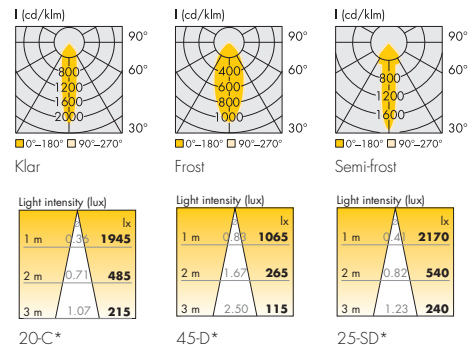 I (cd/klm)
90°
60°
800
1200
1600
2000
30°
0°–180° 90°–270°
Klar
I (cd/klm)
90°
60°
400
600
800
1000
30°
0°–180° 90°–270°
Frost
I (cd/klm)
90°
60°
800
1200
1600
30°
0°–180° 90°–270°
Semi-frost
Light intensity (lux)
lx
1 m 0.36 1945
2 m 0.71 485
3 m 1.07 215
20-C*
Light intensity (lux)
lx
1 m 0.83 1065
2 m 1.67 265
3 m 2.50 115
45-D*
Light intensity (lux)
lx
1 m 0.41 2170
2 m 0.82 540
3 m 1.23 240
25-SD*